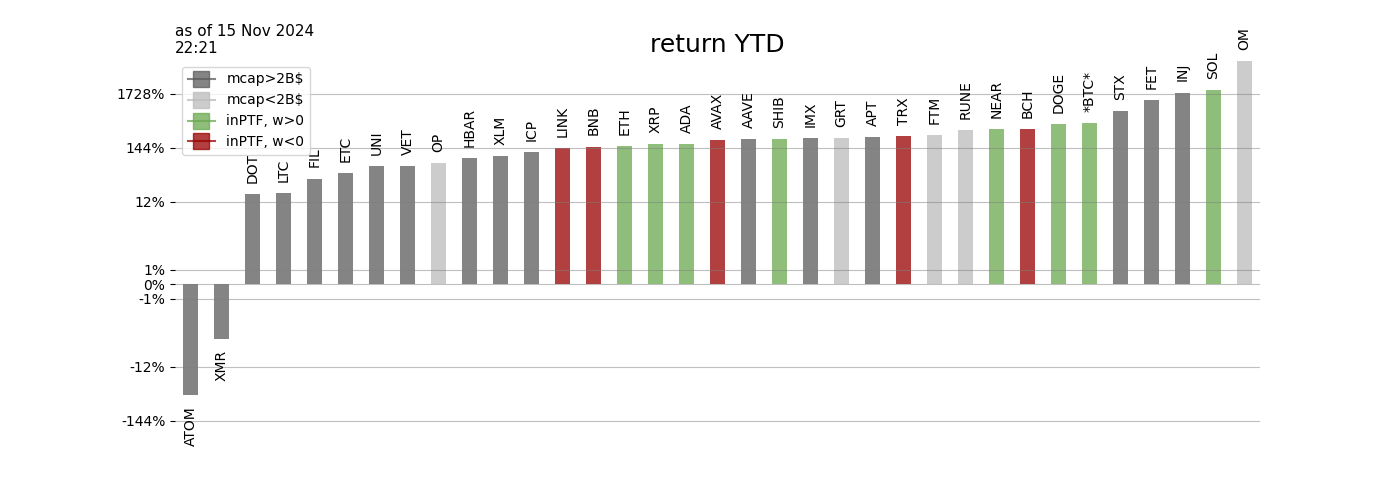 as of 15 Nov 2024
22:21
return YTD
mcap>2B$
mcap<2B$
inPTF, w>0
inPTF, w<0
1728%
144%
12%
1%
0%
-1%
-12%
-144%
ATOM
XMR
DOT
LTC
FIL
ETC
UNI
VET
OP
HBAR
XLM
ICP
LINK
BNB
ETH
XRP
ADA
AVAX
AAVE
SHIB
IMX
GRT
APT
TRX
FTM
RUNE
NEAR
BCH
DOGE
*BTC*
STX
FET
INJ
SOL
OM